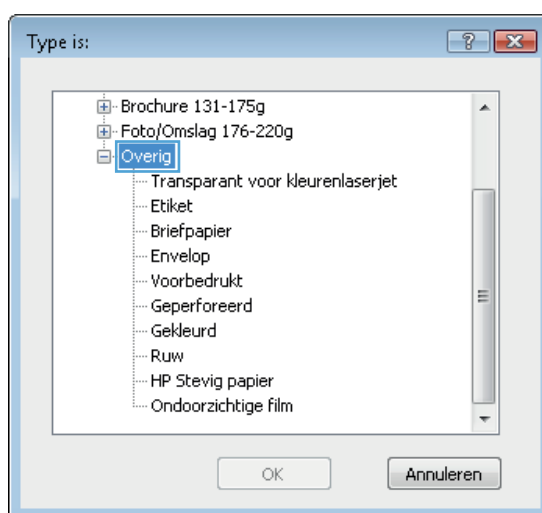 Type is:
Brochure 131-175g
Foto/Omslag 176-220g
Overig
Transparant voor kleurenlaserjet
Etiket
Briefpapier
Envelop
Voorbedrukt
Geperforeerd
Gekleurd
Ruw
HP Stevig papier
Ondoorzichtige film
OK
Annuleren